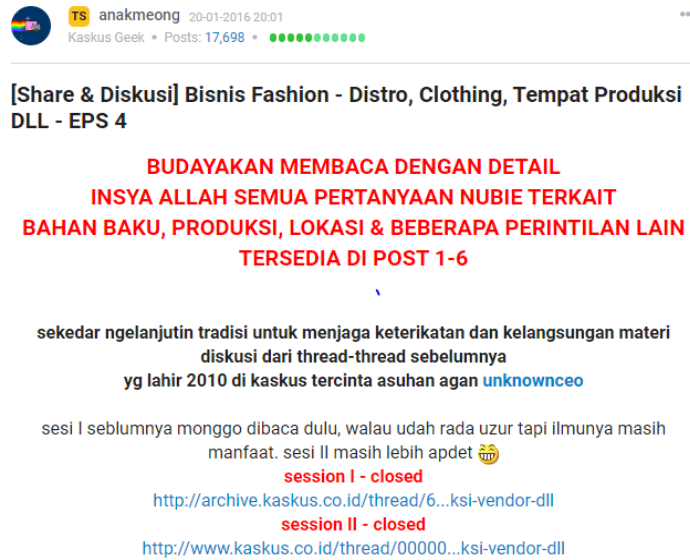 TS anakmeong 20-01-2016 20:01
Kaskus Geek • Posts: 17,698 •
[Share & Diskusi] Bisnis Fashion - Distro, Clothing, Tempat Produksi
DLL - EPS 4
BUDAYAKAN MEMBACA DENGAN DETAIL
INSYA ALLAH SEMUA PERTANYAAN NUBIE TERKAIT
BAHAN BAKU, PRODUKSI, LOKASI & BEBERAPA PERINTILAN LAIN
TERSEDIA DI POST 1-6
sekedar ngelanjutin tradisi untuk menjaga keterikatan dan kelangsungan materi
diskusi dari thread-thread sebelumnya
yg lahir 2010 di kaskus tercinta asuhan agan unknownceo
sesi I seblumnya monggo dibaca dulu, walau udah rada uzur tapi ilmunya masih
manfaat. sesi II masih lebih apdet
session I - closed
http://archive.kaskus.co.id/thread/6...ksi-vendor-dll
session II - closed
http://www.kaskus.co.id/thread/00000...ksi-vendor-dll